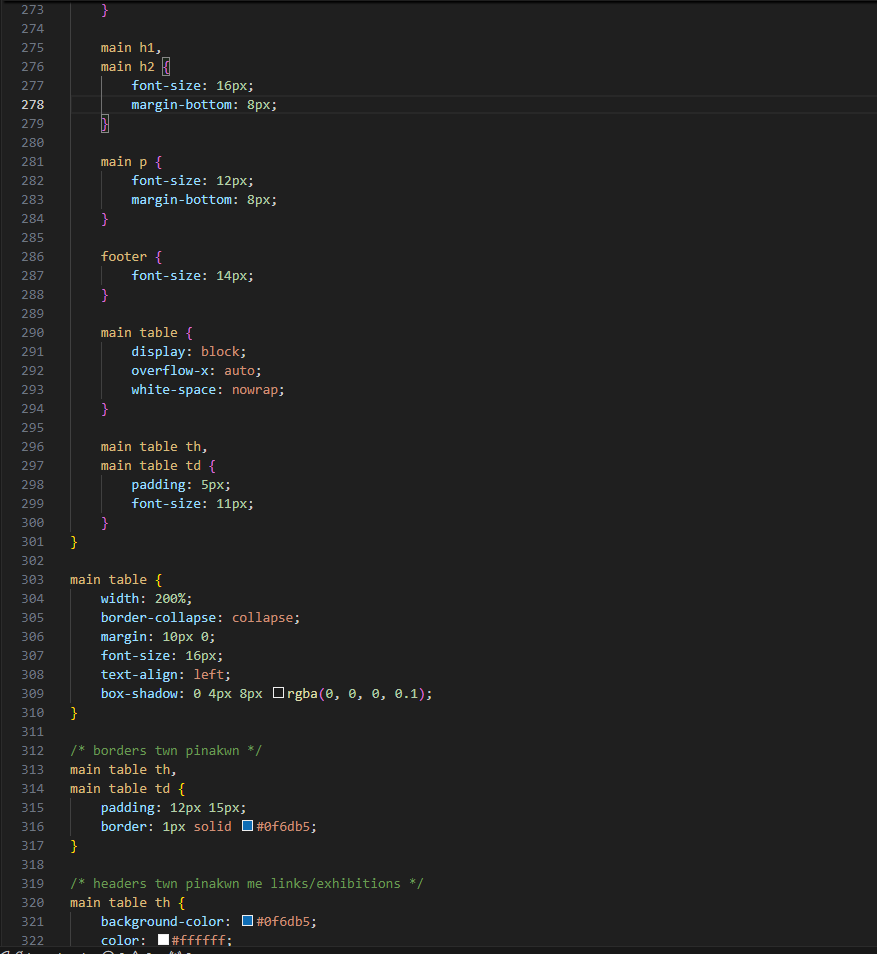 273 }
274
275 main h1,
276 main h2 {
277 font-size: 16px;
278 margin-bottom: 8px;
279 }
280
281 main p {
282 font-size: 12px;
283 margin-bottom: 8px;
284 }
285
286 footer {
287 font-size: 14px;
288 }
289
290 main table {
291 display: block;
292 overflow-x: auto;
293 white-space: nowrap;
294 }
295
296 main table th,
297 main table td {
298 padding: 5px;
299 font-size: 11px;
300 }
301 }
302
303 main table {
304 width: 200%;
305 border-collapse: collapse;
306 margin: 10px 0;
307 font-size: 16px;
308 text-align: left;
309 box-shadow: 0 4px 8px rgba(0, 0, 0, 0.1);
310 }
311
312 /* borders twn pinakwn */
313 main table th,
314 main table td {
315 padding: 12px 15px;
316 border: 1px solid #0f6db5;
317 }
318
319 /* headers twn pinakwn me links/exhibitions */
320 main table th {
321 background-color: #0f6db5;
322 color: #ffffff;